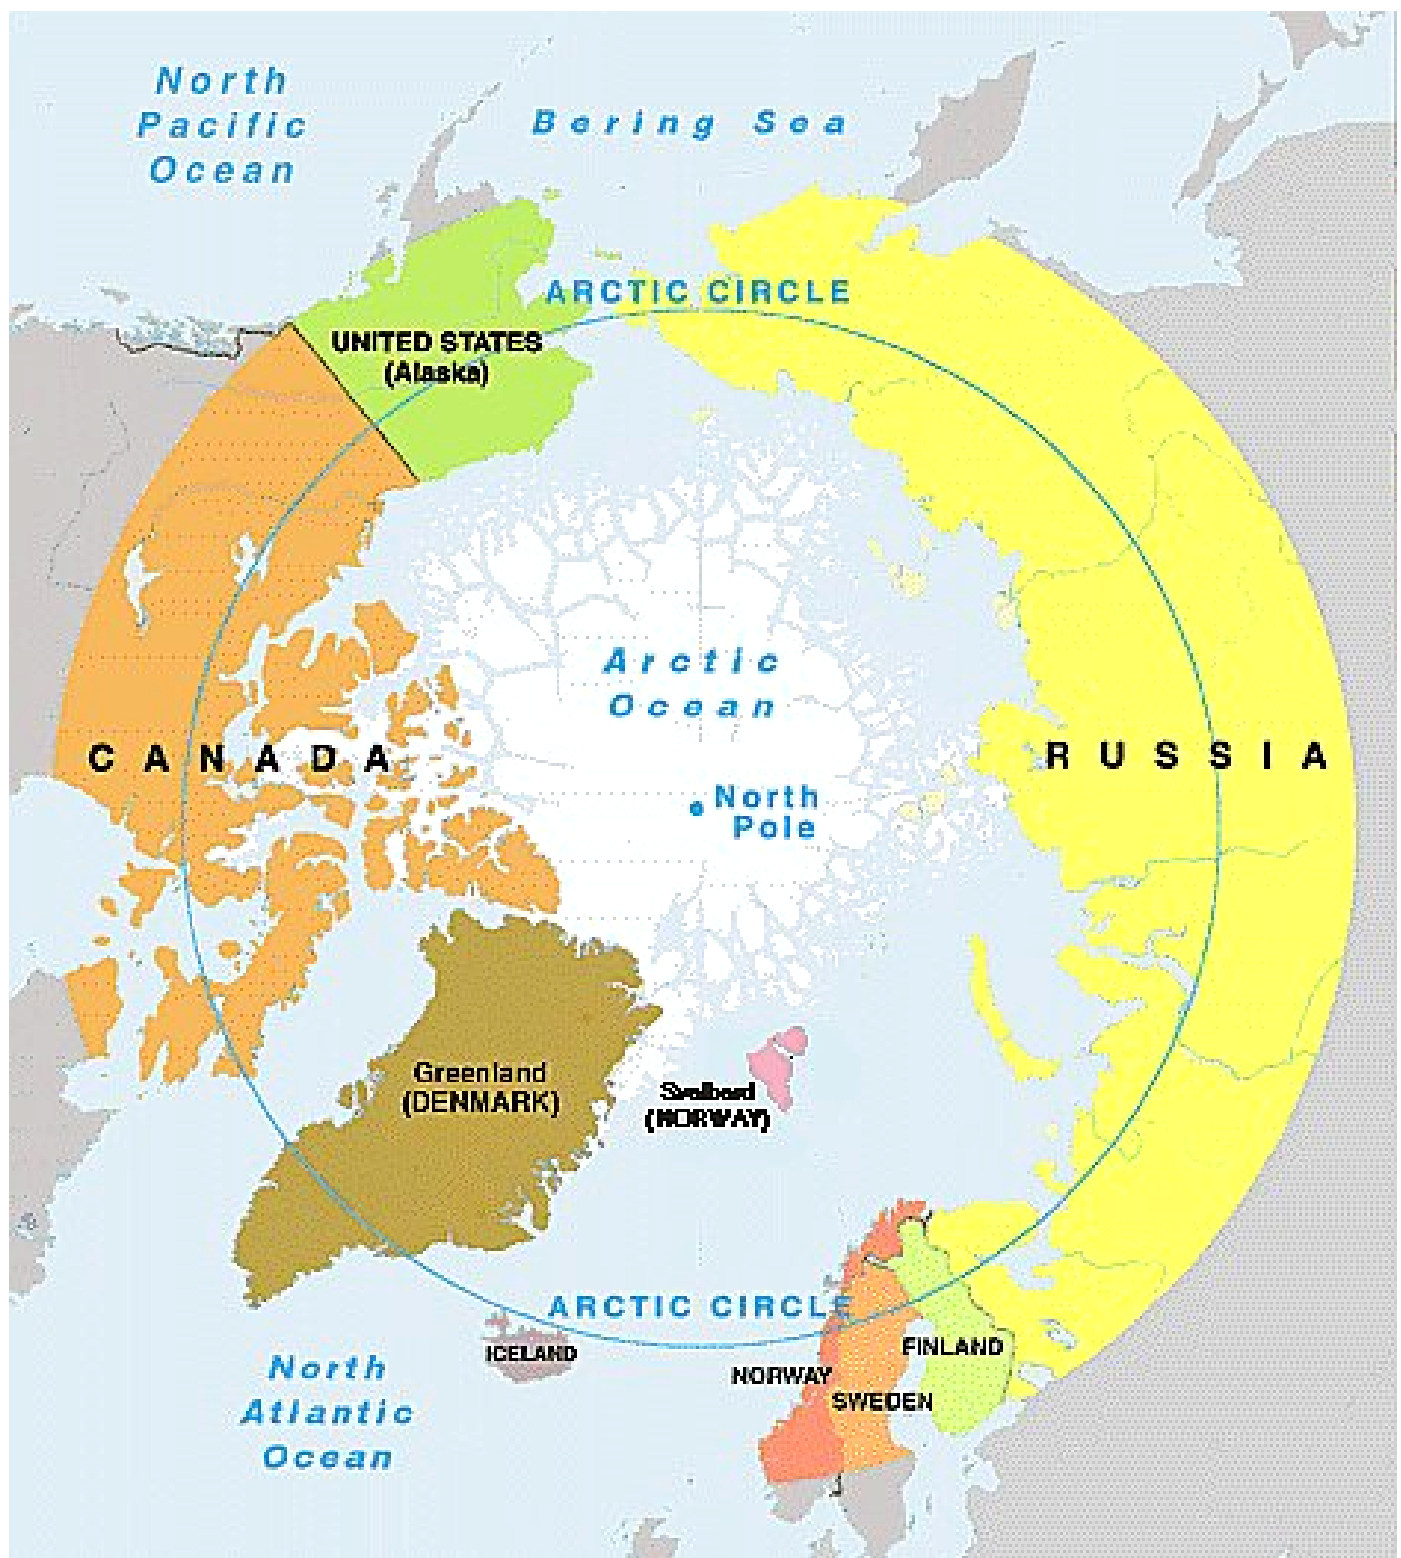 North
Pacific
Ocean
Bering Sea
ARCTIC CIRCLE
UNITED STATES
(Alaska)
Arctic
Ocean
CANADA
RUSSIA
North
Pole
Greenland
(DENMARK)
Svalbard
(NORWAY)
ARCTIC CIRCLE
ICELAND
FINLAND
NORWAY
SWEDEN
North
Atlantic
Ocean